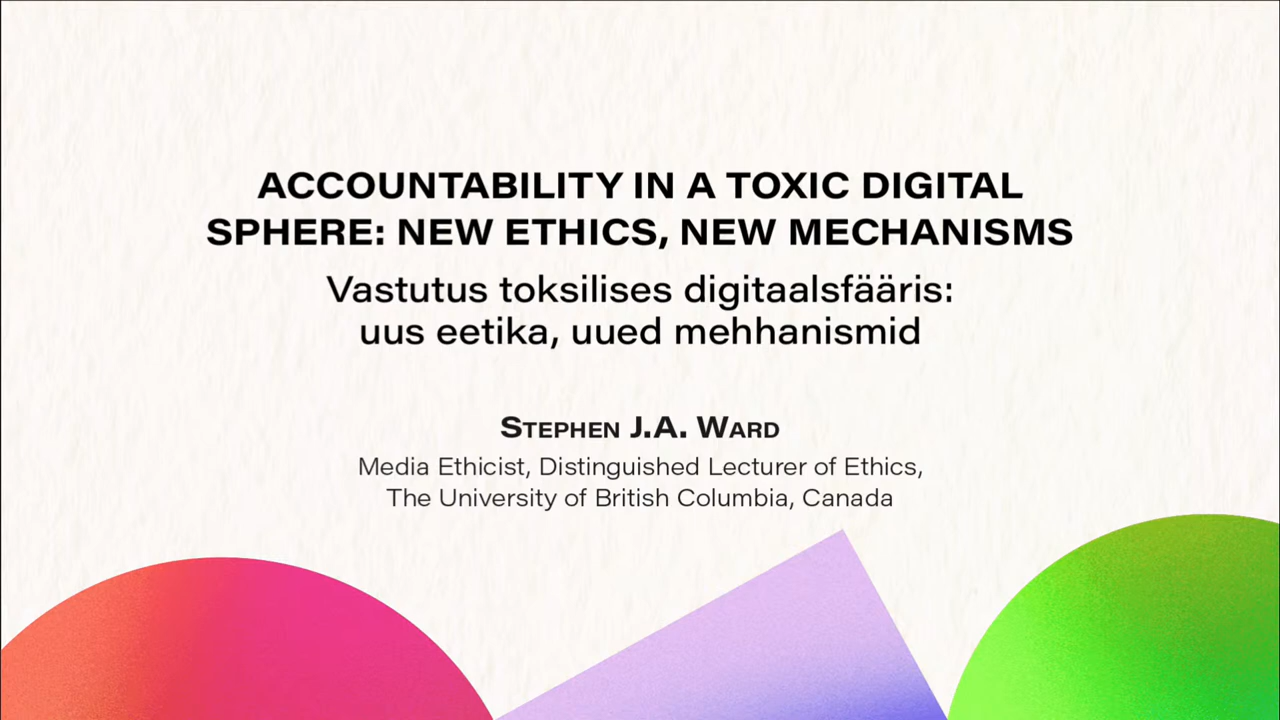 ACCOUNTABILITY IN A TOXIC DIGITAL
SPHERE: NEW ETHICS, NEW MECHANISMS
Vastutus toksilises digitaalsfääris:
uus eetika, uued mehhanismid
Stephen J.A. Ward
Media Ethicist, Distinguished Lecturer of Ethics,
The University of British Columbia, Canada